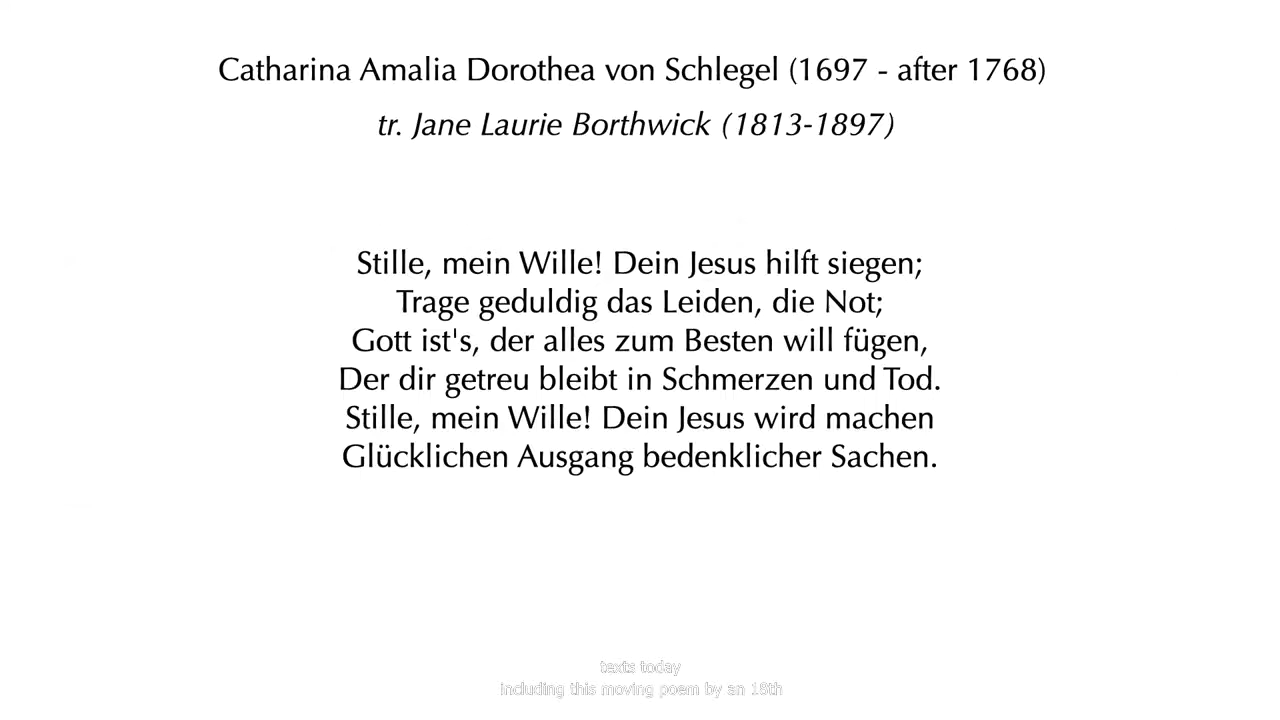 Catharina Amalia Dorothea von Schlegel (1697 - after 1768)
tr. Jane Laurie Borthwick (1813-1897)
Stille, mein Wille! Dein Jesus hilft siegen;
Trage geduldig das Leiden, die Not;
Gott ist's, der alles zum Besten will fügen,
Der dir getreu bleibt in Schmerzen und Tod.
Stille, mein Wille! Dein Jesus wird machen
Glücklichen Ausgang bedenklicher Sachen.
texts today
including this moving poem by an 18th